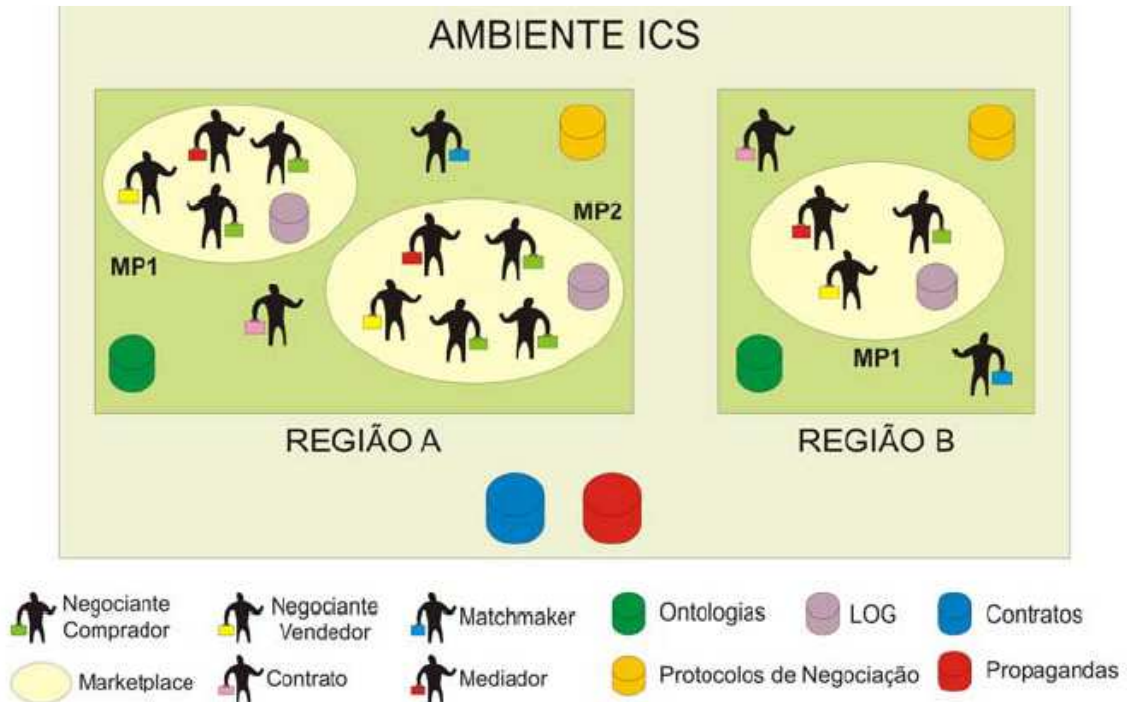 AMBIENTE ICS
MP1
MP2
MP1
REGIÃO A
REGIÃO B
Negociante
Comprador
Negociante
Vendedor
Matchmaker
Ontologias
LOG
Contratos
Marketplace
Contrato
Mediador
Protocolos de Negociação
Propagandas